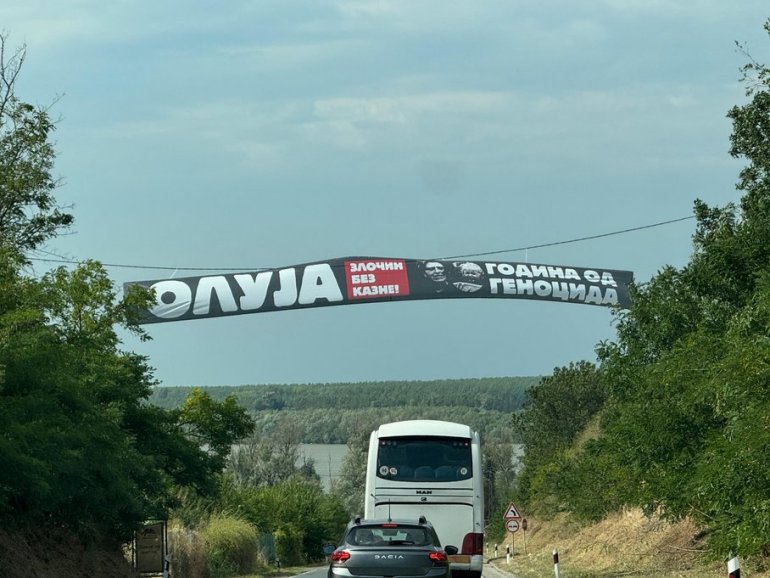 ОЛУЈА
ЗЛОЧИН
БЕЗ
КАЗНЕ!
ГОДИНА ОД
ГЕНОЦИДА
MAN
DACIA